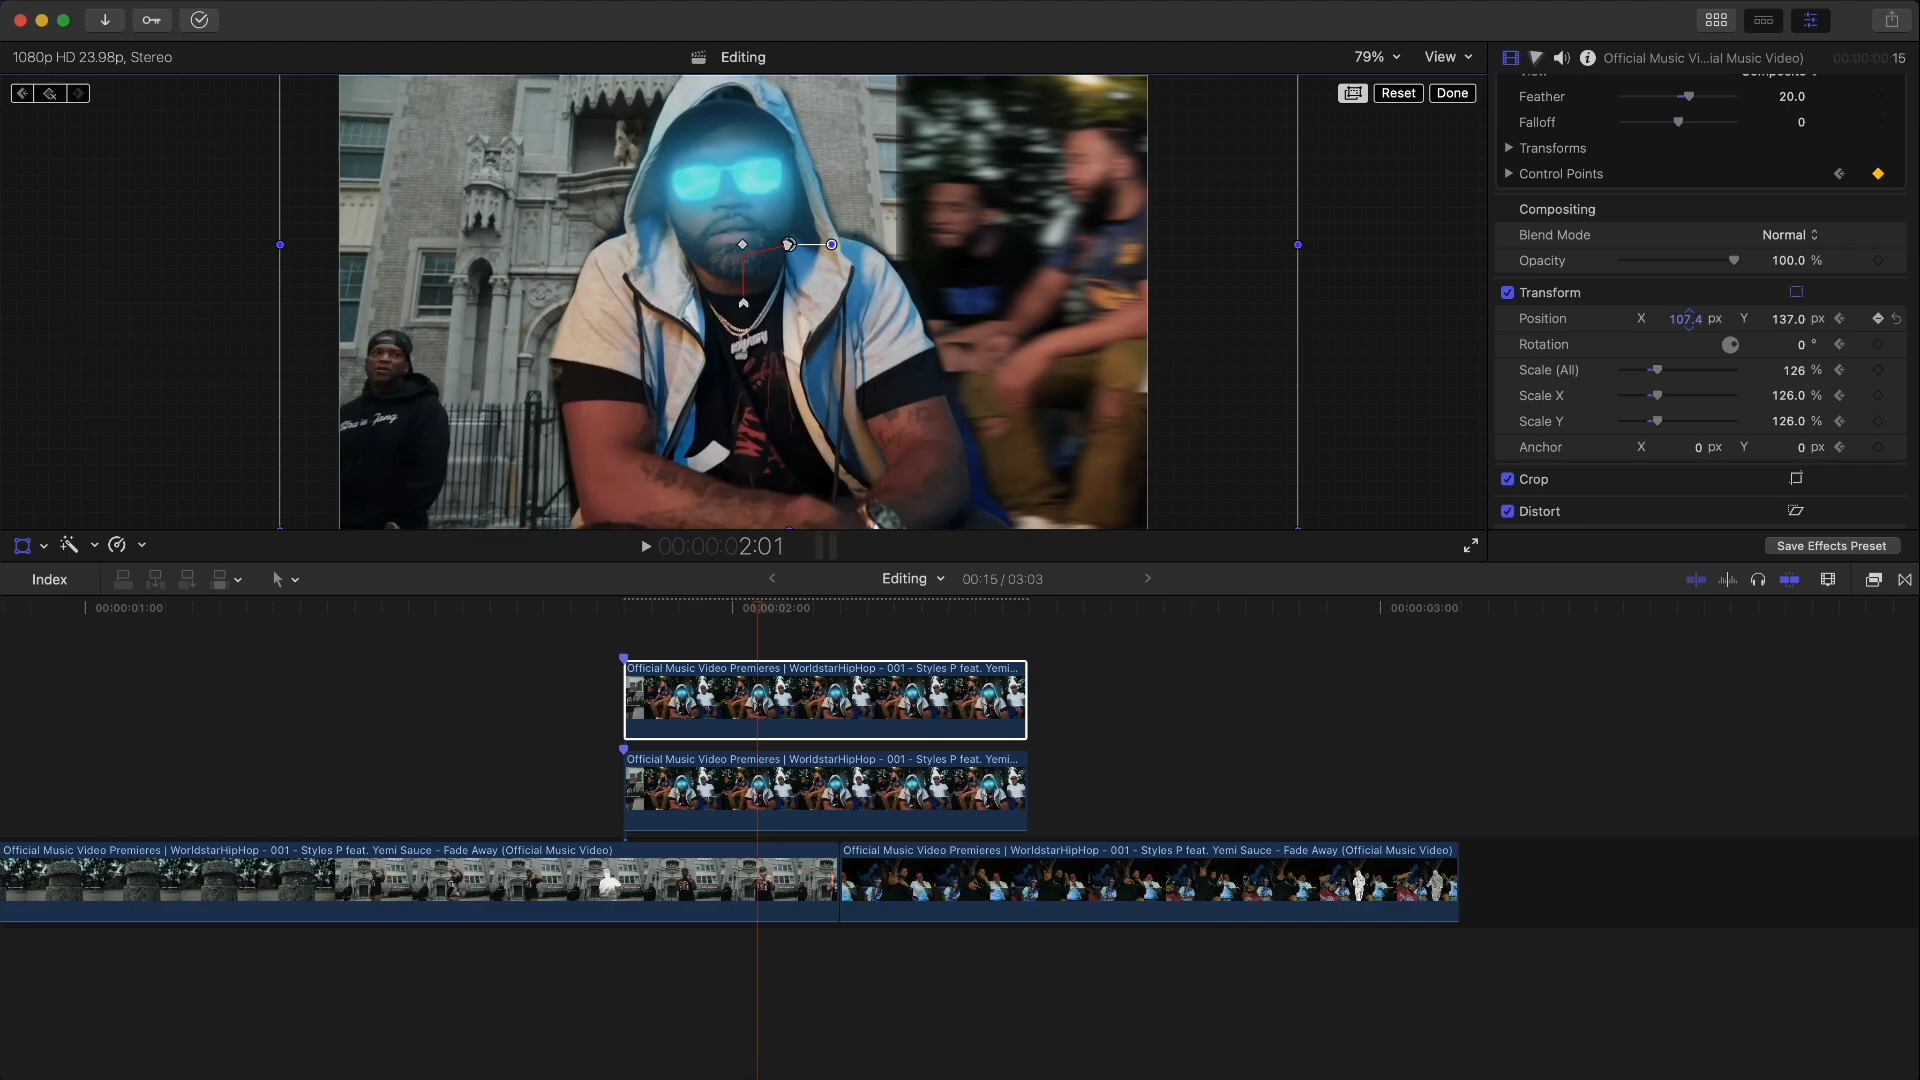 1080p HD 23.98p, Stereo
Editing
79%
View
Official Music Vi...ial Music Video)
00:00:00:15
Reset
Done
Feather
20.0
Falloff
0
Transforms
Control Points
Compositing
Blend Mode
Normal
Opacity
100.0 %
Transform
Position X 107.4 px Y 137.0 px
Rotation
0 °
Scale (All)
126 %
Scale X
126.0 %
Scale Y
126.0 %
Anchor X 0 px Y 0 px
Crop
Distort
00:00:02:01
Save Effects Preset
Index
Editing
00:15 / 03:03
00:00:01:00
00:00:02:00
00:00:03:00
Official Music Video Premieres | WorldstarHipHop - 001 - Styles P feat. Yemi...
Official Music Video Premieres | WorldstarHipHop - 001 - Styles P feat. Yemi...
Official Music Video Premieres | WorldstarHipHop - 001 - Styles P feat. Yemi Sauce - Fade Away (Official Music Video)
Official Music Video Premieres | WorldstarHipHop - 001 - Styles P feat. Yemi Sauce - Fade Away (Official Music Video)